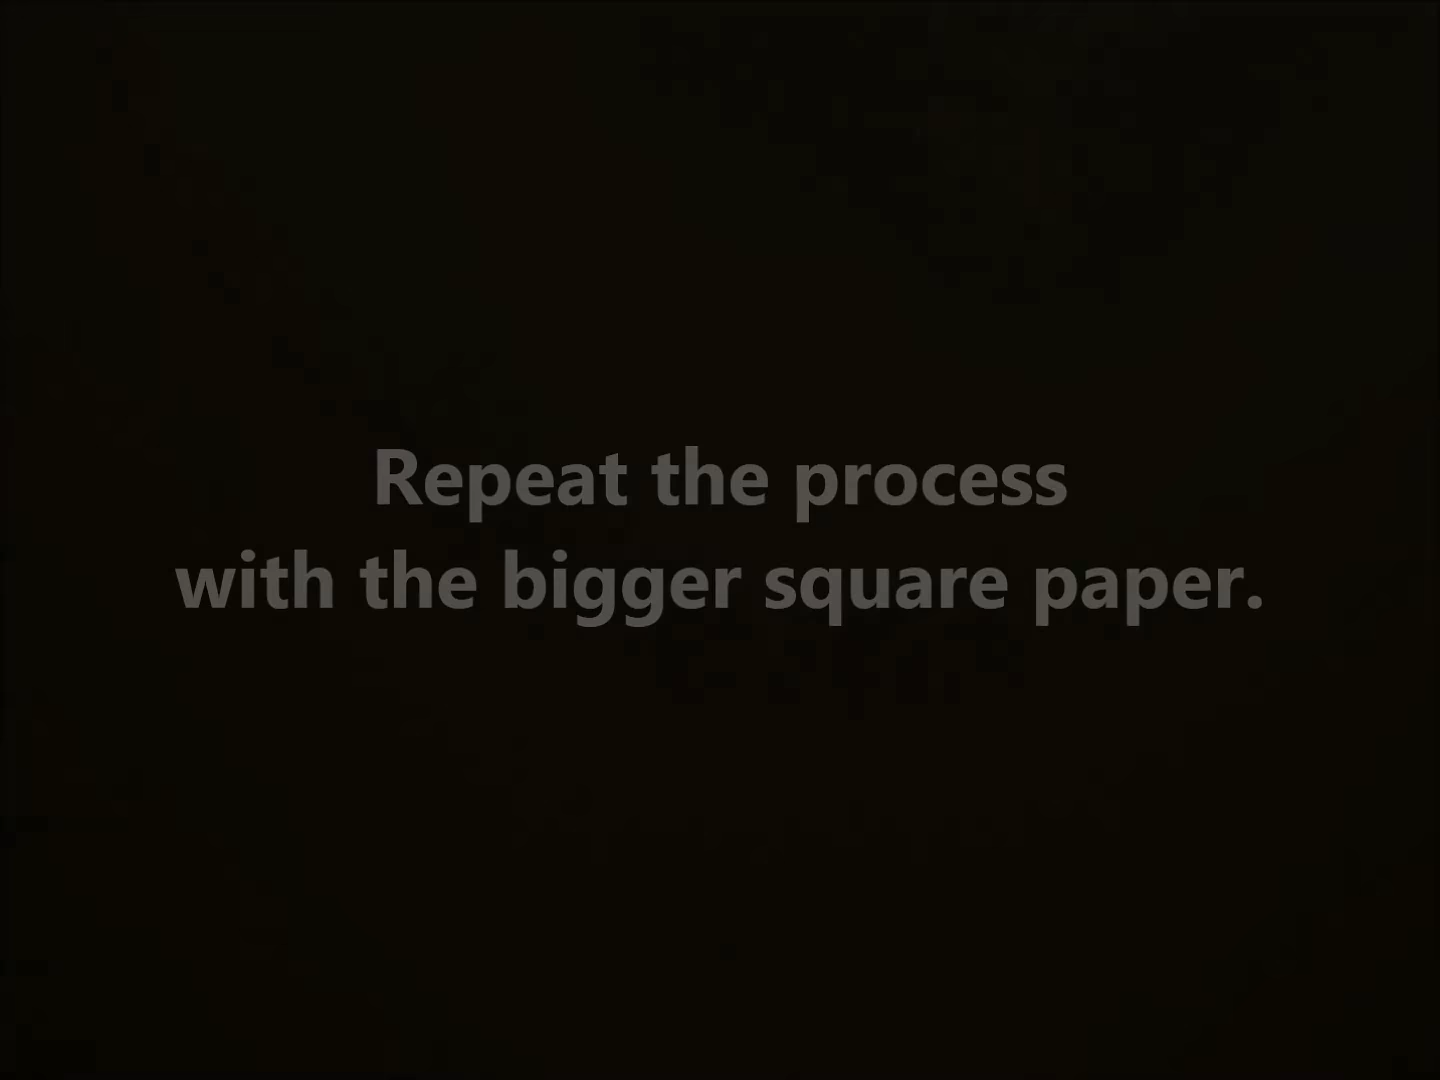 Repeat the process
with the bigger square paper.